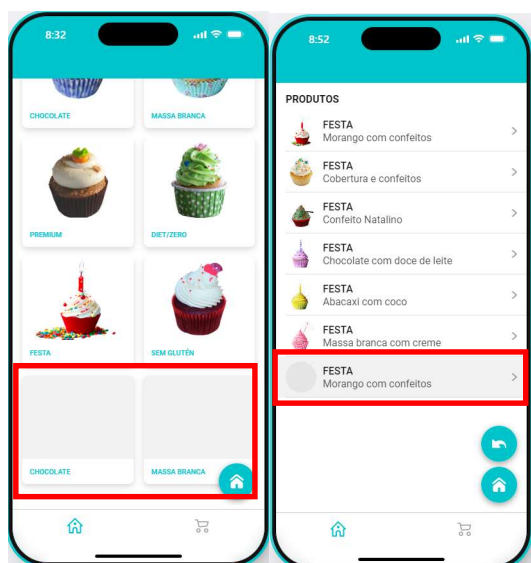 8:32
CHOCOLATE
MASSA BRANCA
PREMIUM
DIET/ZERO
FESTA
SEM GLUTÉN
CHOCOLATE
MASSA BRANCA
8:52
PRODUTOS
FESTA
Morango com confeitos
FESTA
Cobertura e confeitos
FESTA
Confeito Natalino
FESTA
Chocolate com doce de leite
FESTA
Abacaxi com coco
FESTA
Massa branca com creme
FESTA
Morango com confeitos